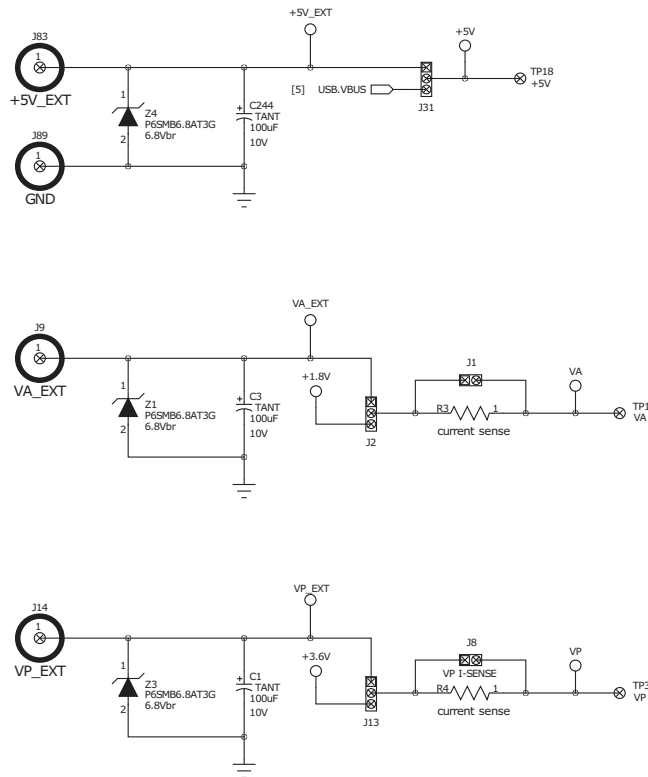 J83
1
+5V_EXT
J89
1
GND
1
Z4
P6SMB6.8AT3G
6.8Vbr
2
+
C244
TANT
100uF
10V
+5V_EXT
[5] USB.VBUS
J31
+5V
TP18
+5V
J9
1
VA_EXT
1
Z1
P6SMB6.8AT3G
6.8Vbr
2
+
C3
TANT
100uF
10V
VA_EXT
+1.8V
J2
J1
R3
1
current sense
VA
TP1
VA
J14
1
VP_EXT
1
Z3
P6SMB6.8AT3G
6.8Vbr
2
+
C1
TANT
100uF
10V
VP_EXT
+3.6V
J13
J8
VP I-SENSE
R4
1
current sense
VP
TP3
VP